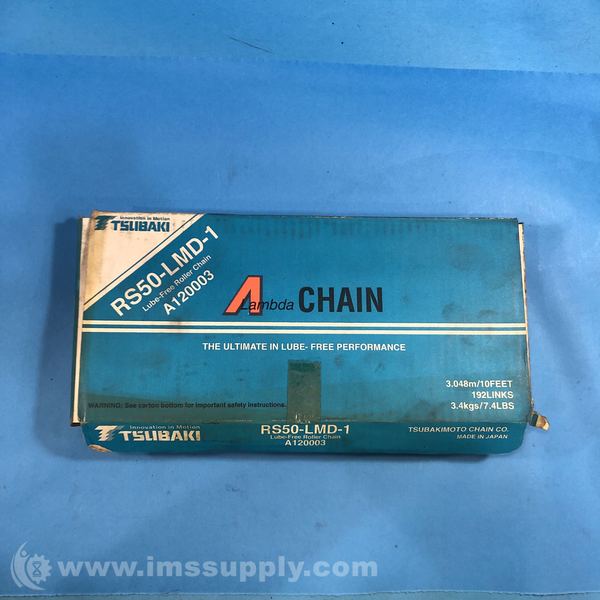 Innovation in Motion
TSUBAKI
RS50-LMD-1
Lube-Free Roller Chain
A120003
Lambda CHAIN
THE ULTIMATE IN LUBE- FREE PERFORMANCE
3.048m/10FEET
192LINKS
3.4kgs/7.4LBS
WARNING: See carton bottom for important safety instructions.
Innovation in Motion
TSUBAKI
RS50-LMD-1
Lube-Free Roller Chain
A120003
TSUBAKIMOTO CHAIN CO.
MADE IN JAPAN
www.imssupply.com